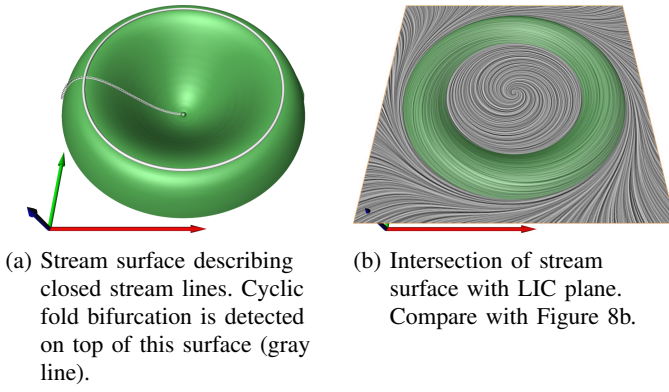 (a) Stream surface describing
closed stream lines. Cyclic
fold bifurcation is detected
on top of this surface (gray
line).
(b) Intersection of stream
surface with LIC plane.
Compare with Figure 8b.